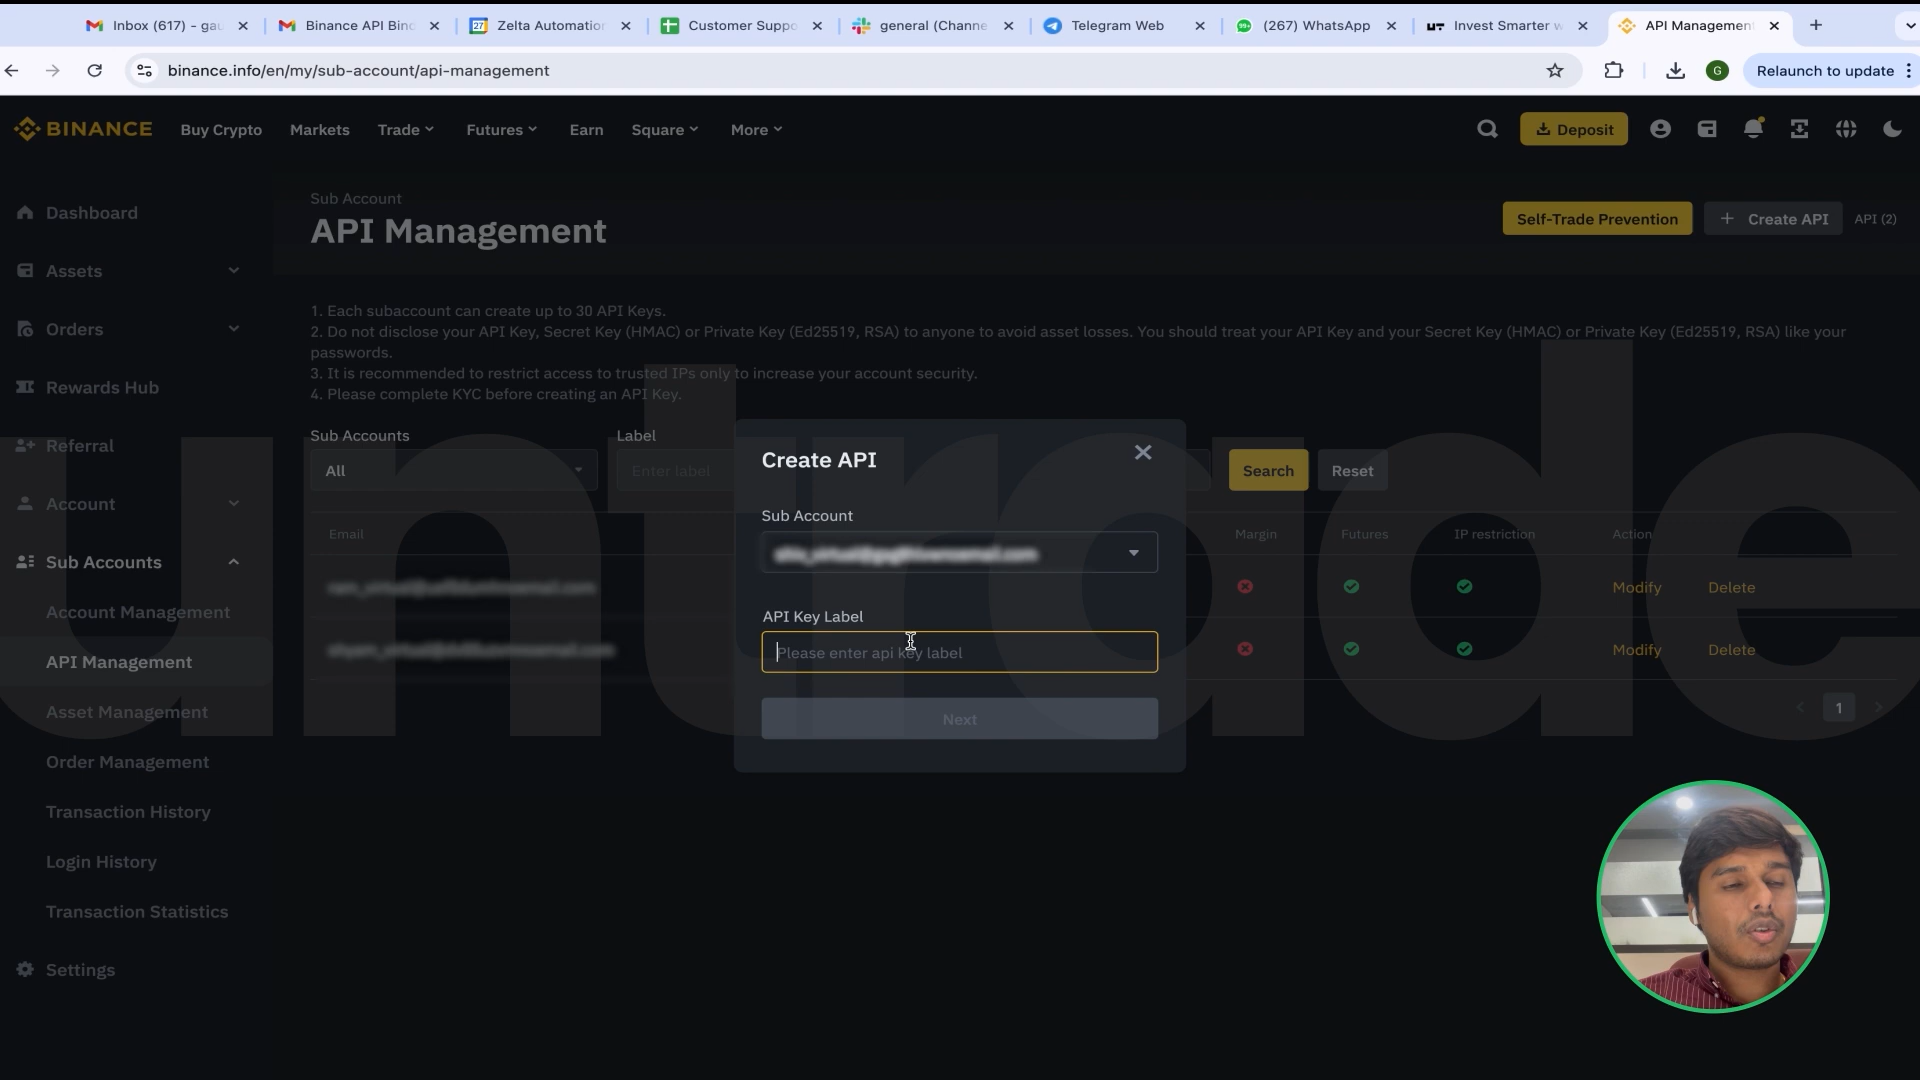 Inbox (617) - gau
Binance API Bind
Zelta Automation
Customer Suppo
general (Channe
Telegram Web
(267) WhatsApp
Invest Smarter w
API Management
binance.info/en/my/sub-account/api-management
G
Relaunch to update
BINANCE
Buy Crypto
Markets
Trade
Futures
Earn
Square
More
Deposit
Dashboard
Assets
Orders
Rewards Hub
Referral
Account
Sub Accounts
Account Management
API Management
Asset Management
Order Management
Transaction History
Login History
Transaction Statistics
Settings
Sub Account
API Management
Self-Trade Prevention
+ Create API
API (2)
1. Each subaccount can create up to 30 API Keys.
2. Do not disclose your API Key, Secret Key (HMAC) or Private Key (Ed25519, RSA) to anyone to avoid asset losses. You should treat your API Key and your Secret Key (HMAC) or Private Key (Ed25519, RSA) like your
passwords.
3. It is recommended to restrict access to trusted IPs only to increase your account security.
4. Please complete KYC before creating an API Key.
Sub Accounts
Label
All
Enter label
Search
Reset
Email
Margin
Futures
IP restriction
Action
Modify
Delete
Modify
Delete
1
Create API
Sub Account
API Key Label
Please enter api key label
Next
untrade